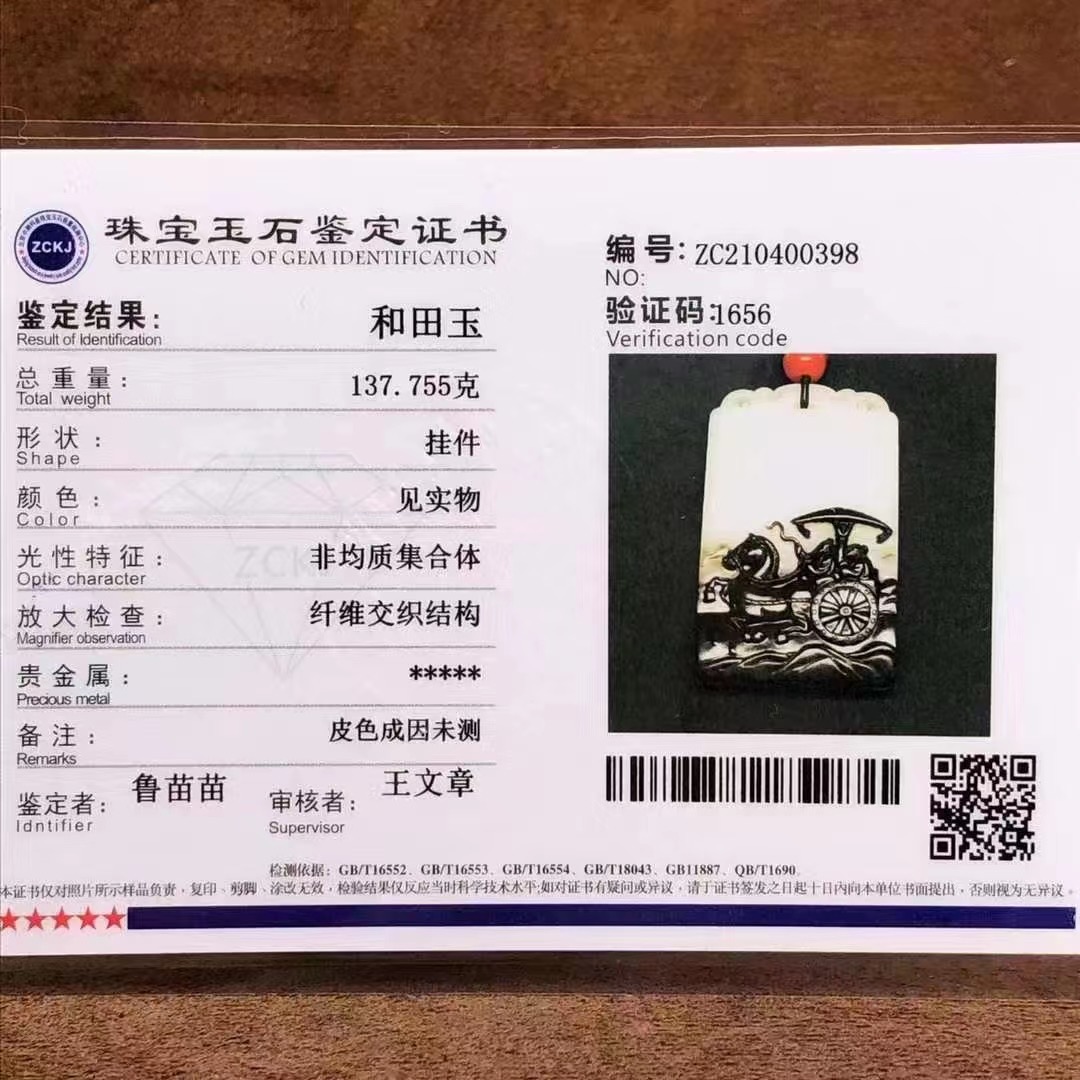 ZCKJ
珠宝玉石鉴定证书
CERTIFICATE OF GEM IDENTIFICATION
鉴定结果: 和田玉
Result of Identification
总重量: 137.755克
Total weight
形状: 挂件
Shape
颜色: 见实物
Color
光性特征: 非均质集合体
Optic character
放大检查: 纤维交织结构
Magnifier observation
贵金属: *****
Precious metal
备注: 皮色成因未测
Remarks
鉴定者: 鲁苗苗 审核者: 王文章
Idntifier Supervisor
编号: ZC210400398
NO:
验证码:1656
Verification code
ZCKJ
检测依据: GB/T16552、GB/T16553、GB/T16554、GB/T18043、GB11887、QB/T1690。
本证书仅对照片所示样品负责，复印、剪脚、涂改无效，检验结果仅反应当时科学技术水平;如对证书有疑问或异议，请于证书签发之日起十日内向本单位书面提出，否则视为无异议。